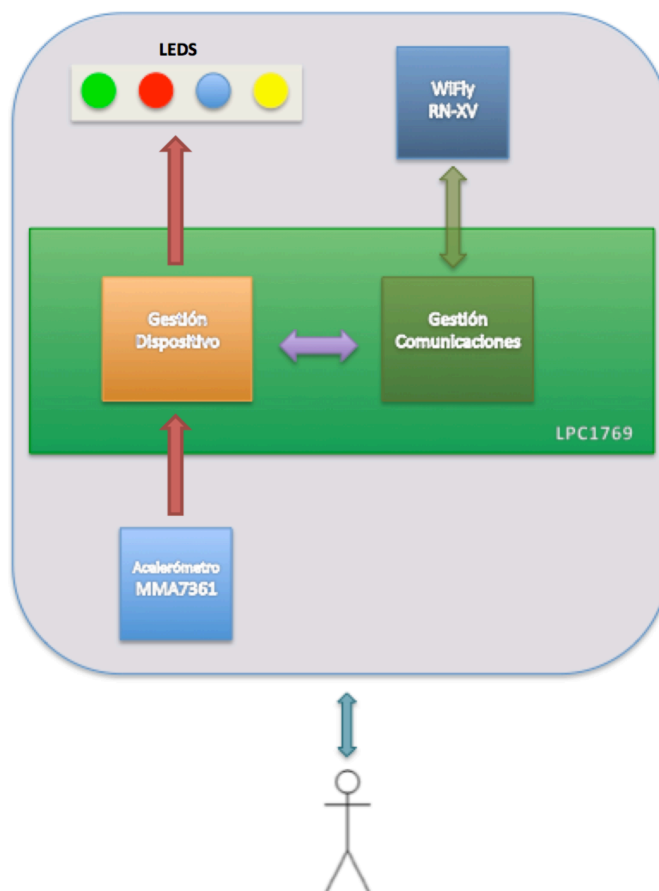 LEDS
WiFly
RN-XV
Gestión
Dispositivo
Gestión
Comunicaciones
LPC1769
Acelerómetro
MMA7361